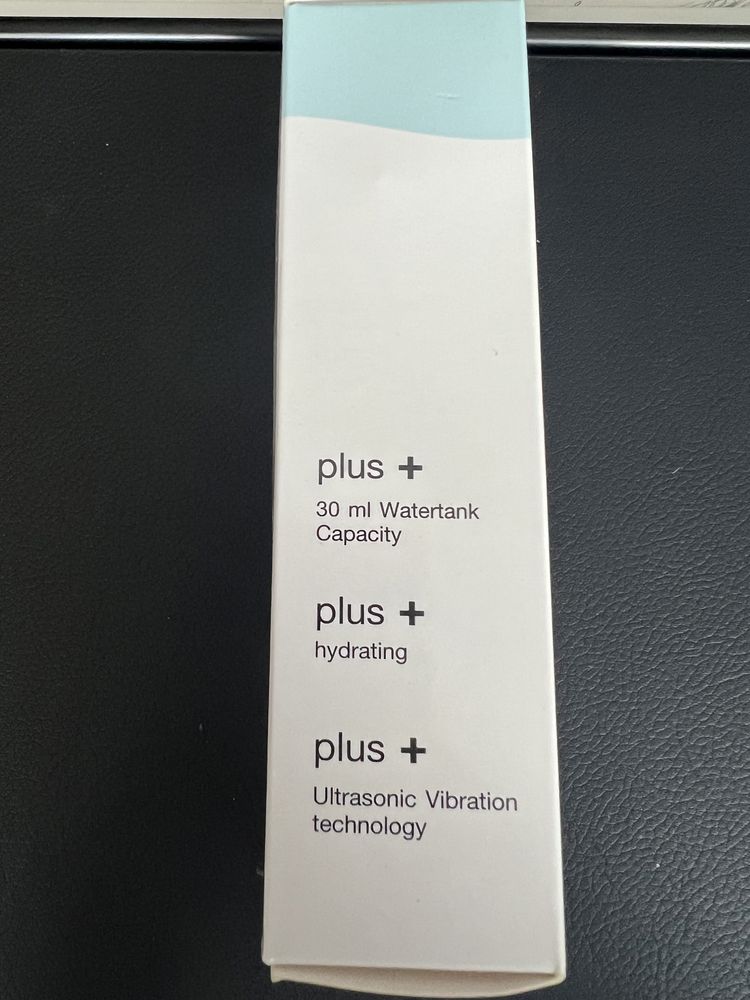 plus +
30 ml Watertank
Capacity
plus +
hydrating
plus +
Ultrasonic Vibration
technology